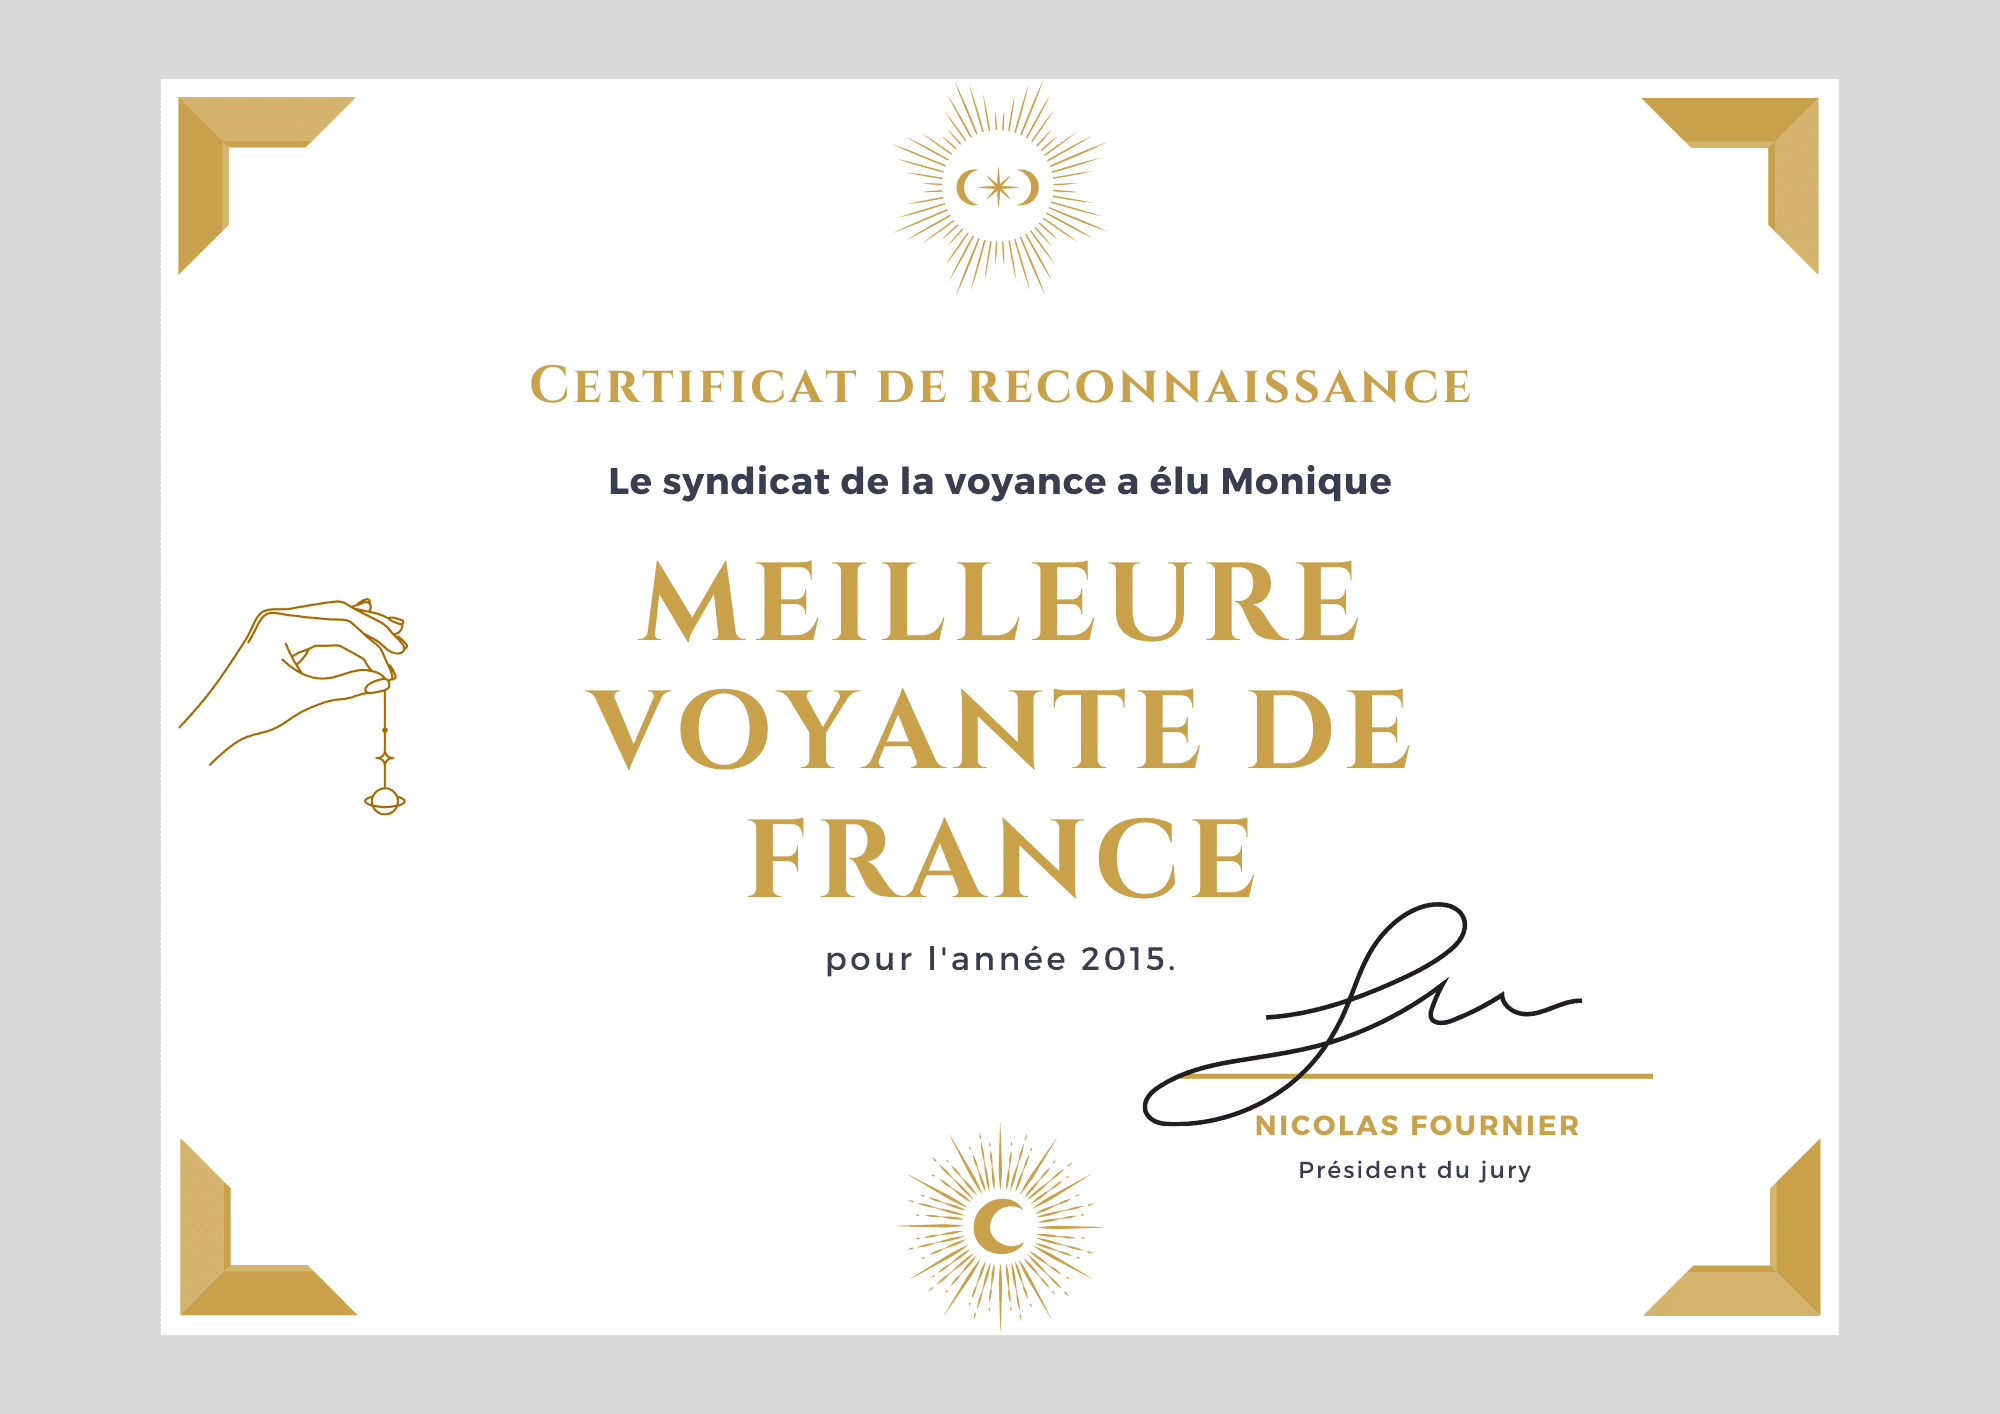 Certificat de reconnaissance
Le syndicat de la voyance a élu Monique
MEILLEURE
VOYANTE DE
FRANCE
pour l'année 2015.
NICOLAS FOURNIER
Président du jury